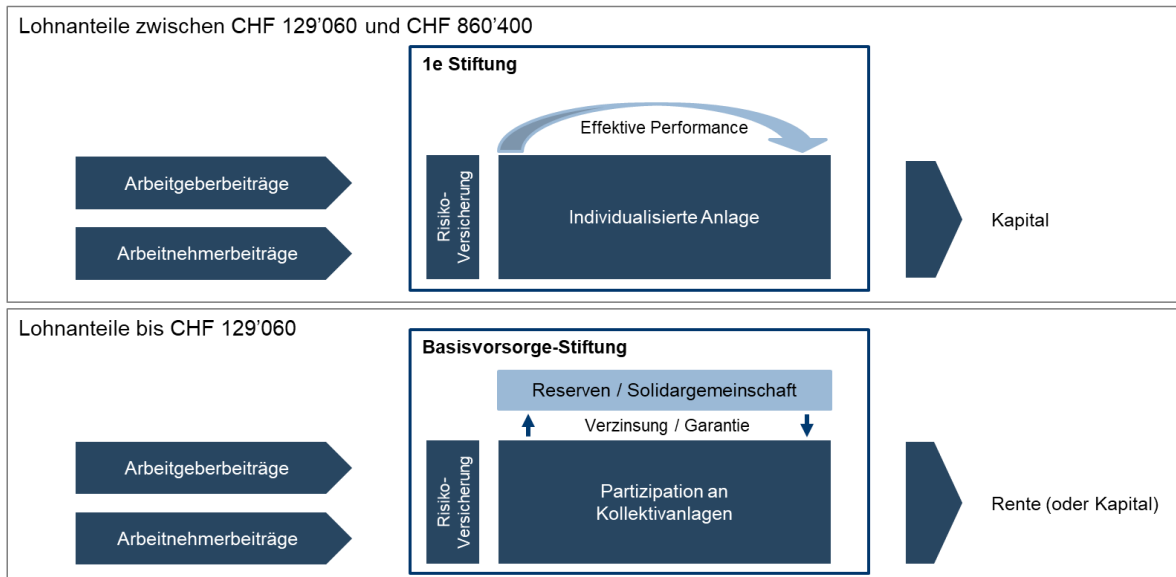 Lohnanteile zwischen CHF 129’060 und CHF 860’400
1e Stiftung
Effektive Performance
Arbeitgeberbeiträge
Arbeitnehmerbeiträge
Risiko-
Versicherung
Individualisierte Anlage
Kapital
Lohnanteile bis CHF 129’060
Basisvorsorge-Stiftung
Reserven / Solidargemeinschaft
Verzinsung / Garantie
Arbeitgeberbeiträge
Arbeitnehmerbeiträge
Risiko-
Versicherung
Partizipation an
Kollektivanlagen
Rente (oder Kapital)